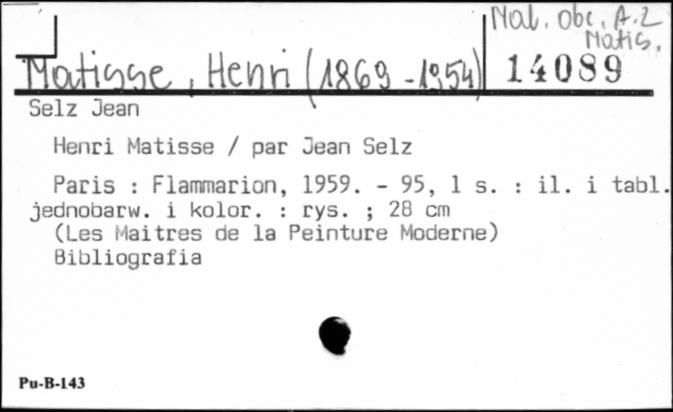 Mal. obc. A.2
Matis.
Matisse, Henri (1869-1954)
14089
Selz Jean
Henri Matisse / par Jean Selz
Paris : Flammarion, 1959. - 95, 1 s. : il. i tabl.
jednobarw. i kolor. : rys. ; 28 cm
(Les Maitres de la Peinture Moderne)
Bibliografia
Pu-B-143